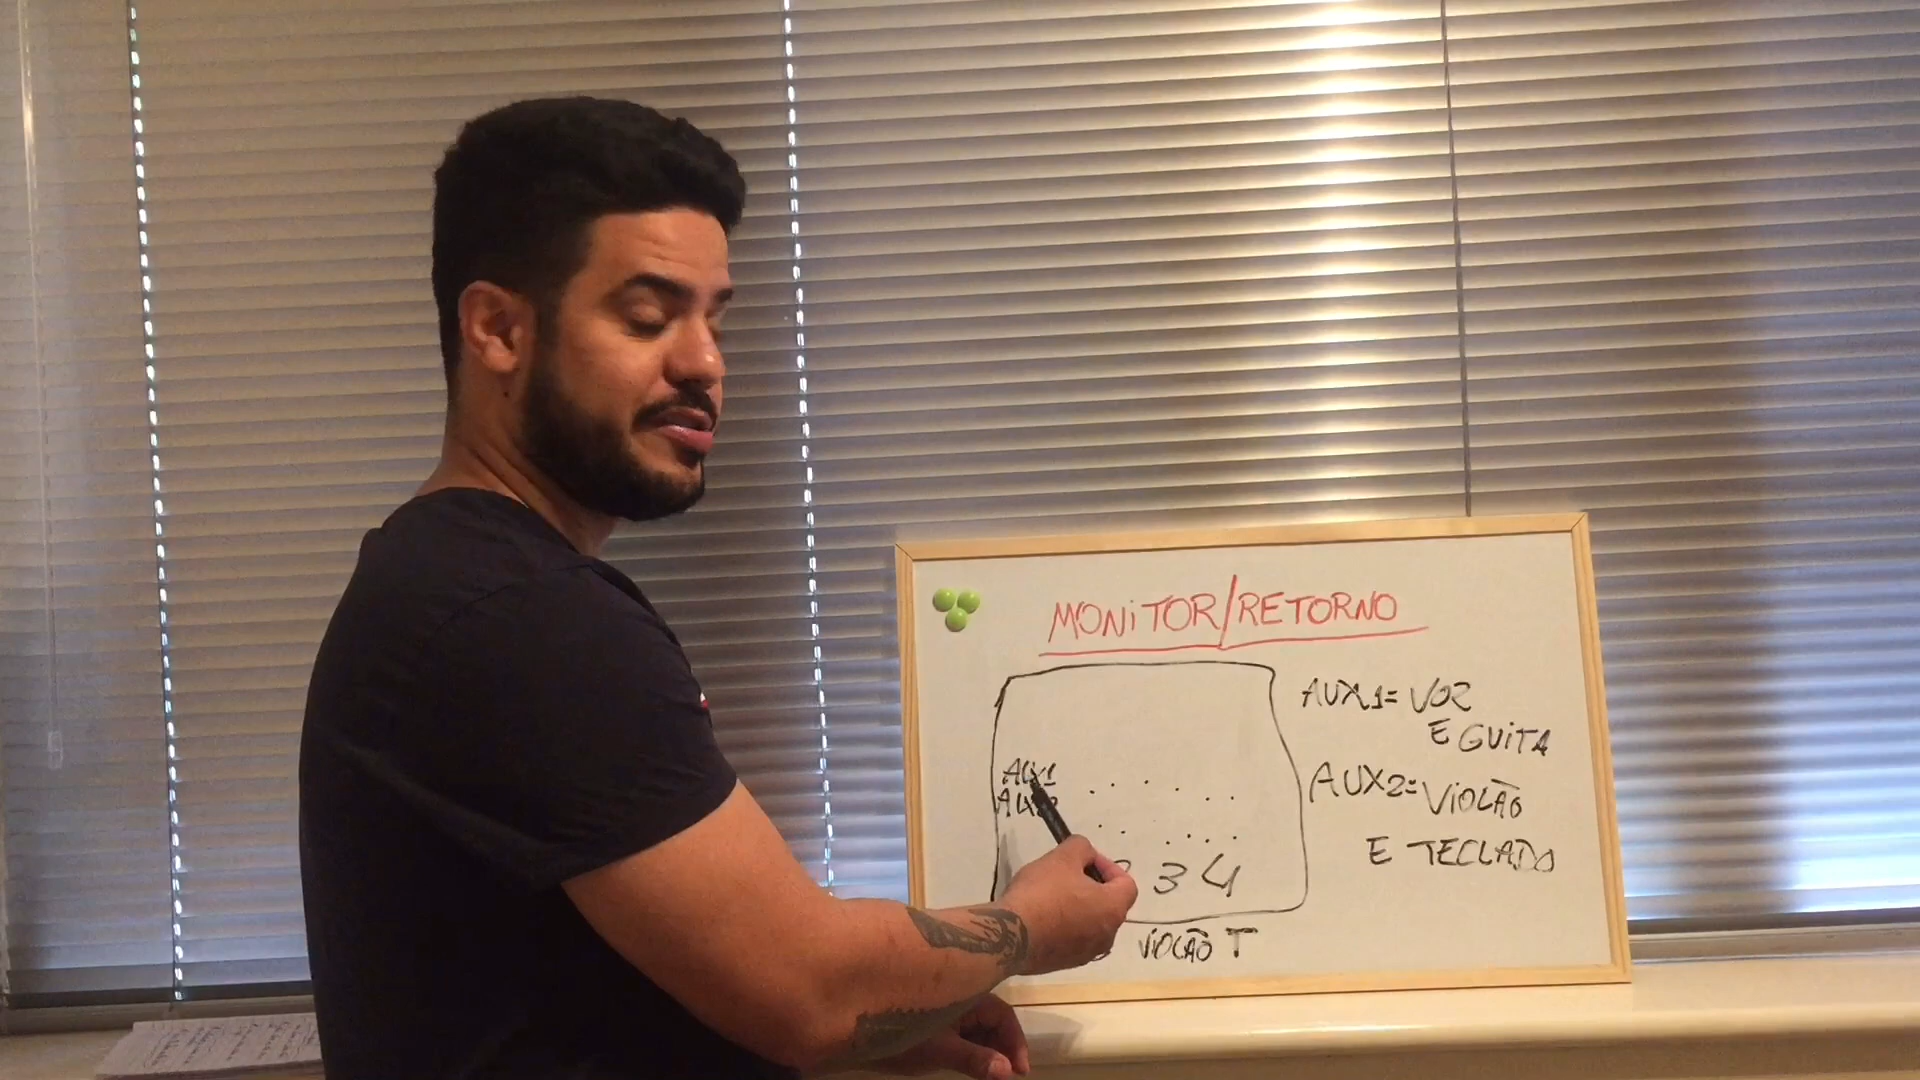 MONITOR/RETORNO
AUX1= VOZ
E GUITA
AUX2= VIOLÃO
E TECLADO
AUX1
AUX2
3 4
VIOLÃO T